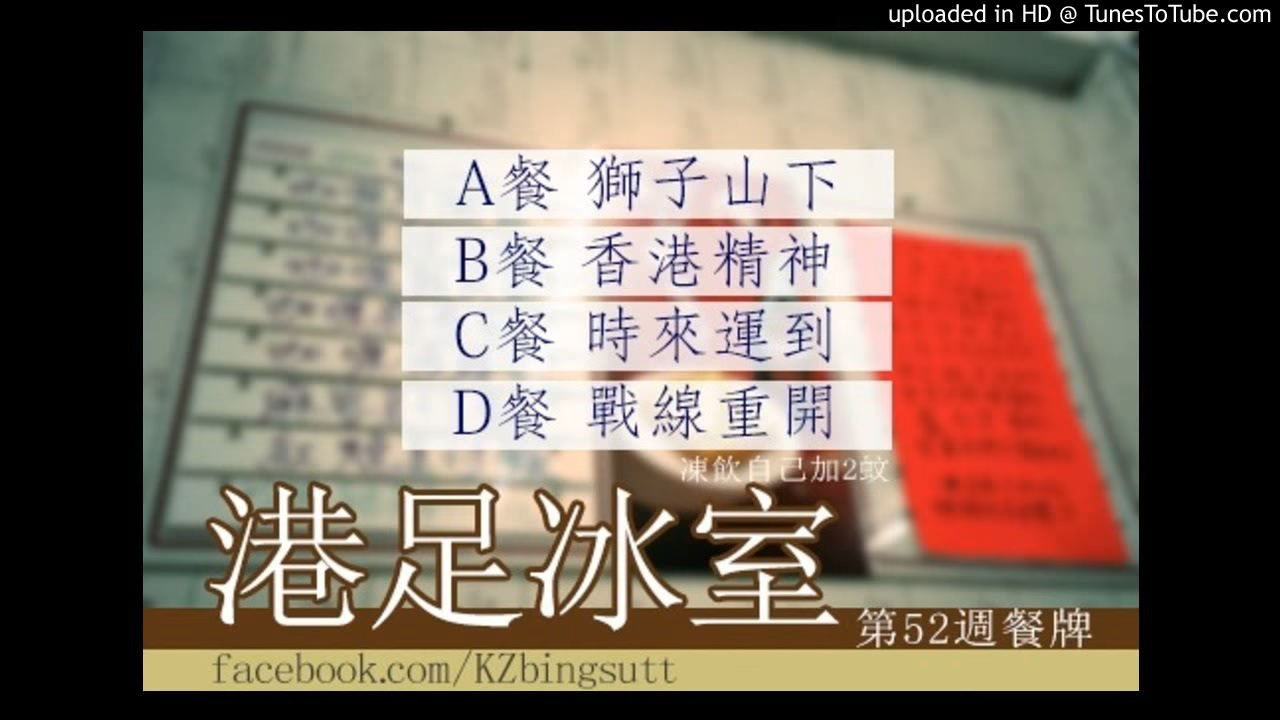 uploaded in HD @ TunesToTube.com
A餐 獅子山下
B餐 香港精神
C餐 時來運到
D餐 戰線重開
凍飲自己加2蚊
港足冰室
第52週餐牌
facebook.com/KZbingsutt